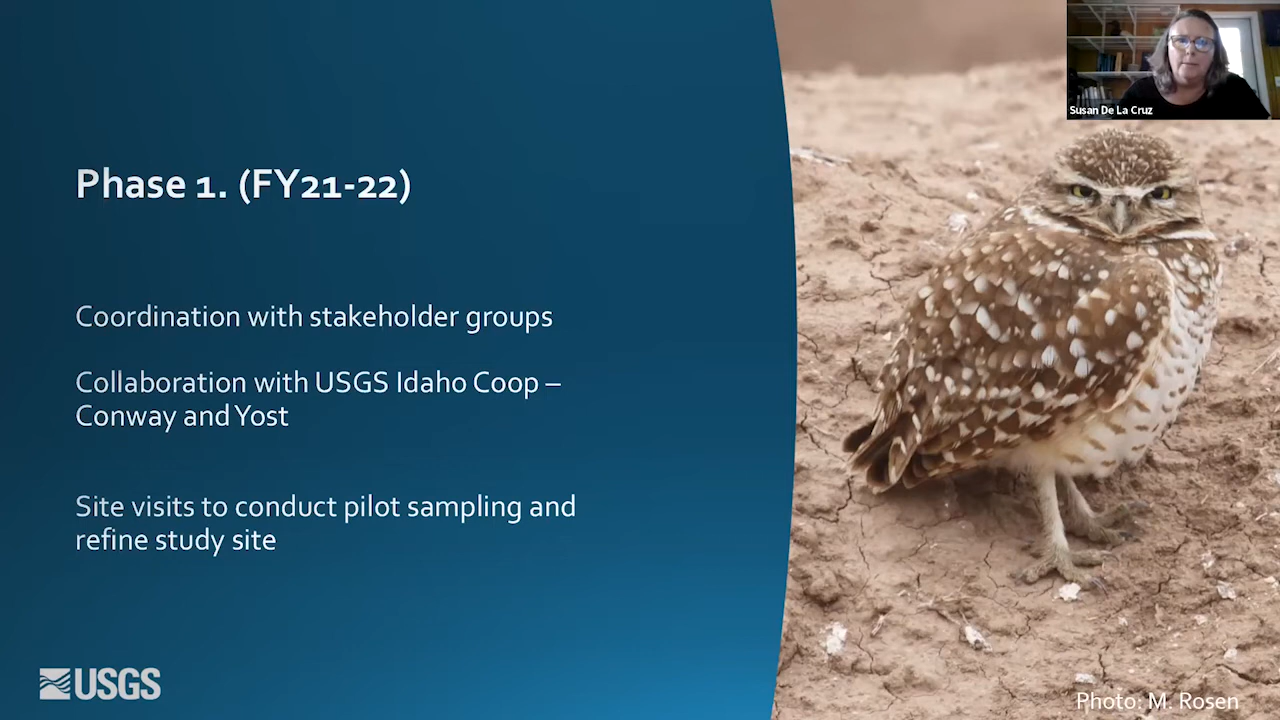 Susan De La Cruz
Phase 1. (FY21-22)
Coordination with stakeholder groups
Collaboration with USGS Idaho Coop –
Conway and Yost
Site visits to conduct pilot sampling and
refine study site
USGS
Photo: M. Rosen